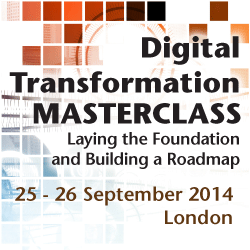 Digital
Transformation
MASTERCLASS
Laying the Foundation
and Building a Roadmap
25 - 26 September 2014
London